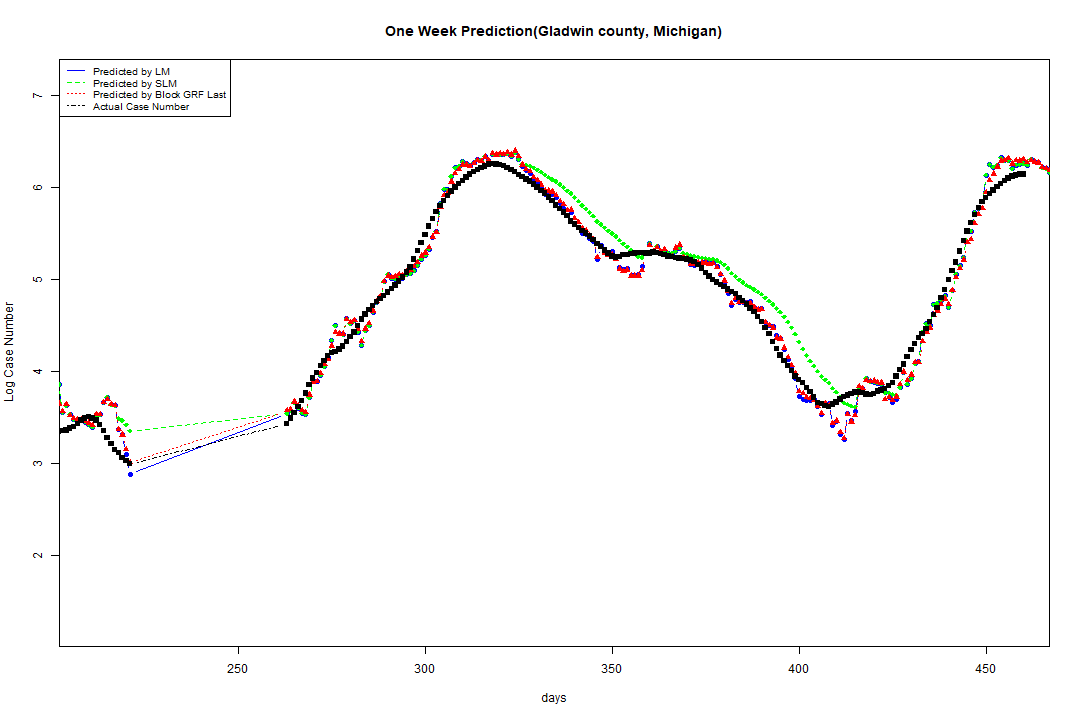 One Week Prediction(Gladwin county, Michigan)
Predicted by LM
Predicted by SLM
Predicted by Block GRF Last
Actual Case Number
Log Case Number
7
6
5
4
3
2
250
300
350
400
450
days